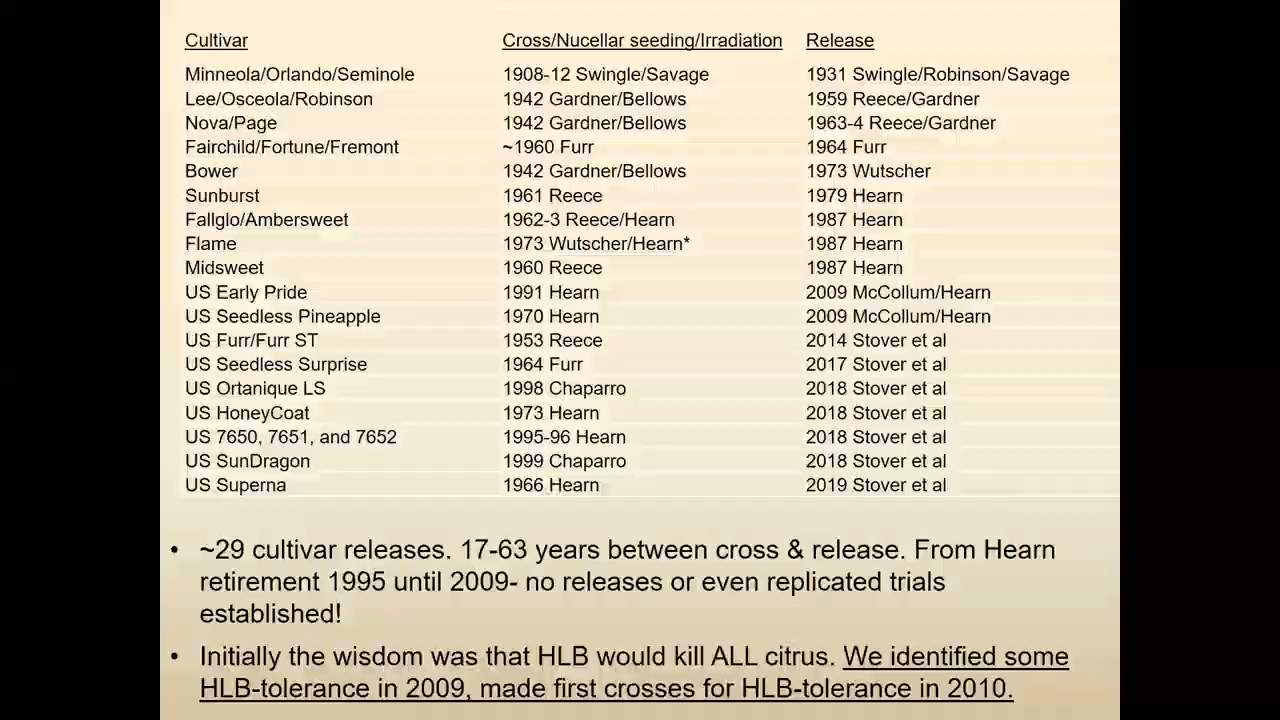 Cultivar Cross/Nucellar seeding/Irradiation Release
Minneola/Orlando/Seminole 1908-12 Swingle/Savage 1931 Swingle/Robinson/Savage
Lee/Osceola/Robinson 1942 Gardner/Bellows 1959 Reece/Gardner
Nova/Page 1942 Gardner/Bellows 1963-4 Reece/Gardner
Fairchild/Fortune/Fremont ~1960 Furr 1964 Furr
Bower 1942 Gardner/Bellows 1973 Wutscher
Sunburst 1961 Reece 1979 Hearn
Fallglo/Ambersweet 1962-3 Reece/Hearn 1987 Hearn
Flame 1973 Wutscher/Hearn* 1987 Hearn
Midsweet 1960 Reece 1987 Hearn
US Early Pride 1991 Hearn 2009 McCollum/Hearn
US Seedless Pineapple 1970 Hearn 2009 McCollum/Hearn
US Furr/Furr ST 1953 Reece 2014 Stover et al
US Seedless Surprise 1964 Furr 2017 Stover et al
US Ortanique LS 1998 Chaparro 2018 Stover et al
US HoneyCoat 1973 Hearn 2018 Stover et al
US 7650, 7651, and 7652 1995-96 Hearn 2018 Stover et al
US SunDragon 1999 Chaparro 2018 Stover et al
US Superna 1966 Hearn 2019 Stover et al
• ~29 cultivar releases. 17-63 years between cross & release. From Hearn
retirement 1995 until 2009- no releases or even replicated trials
established!
• Initially the wisdom was that HLB would kill ALL citrus. We identified some
HLB-tolerance in 2009, made first crosses for HLB-tolerance in 2010.